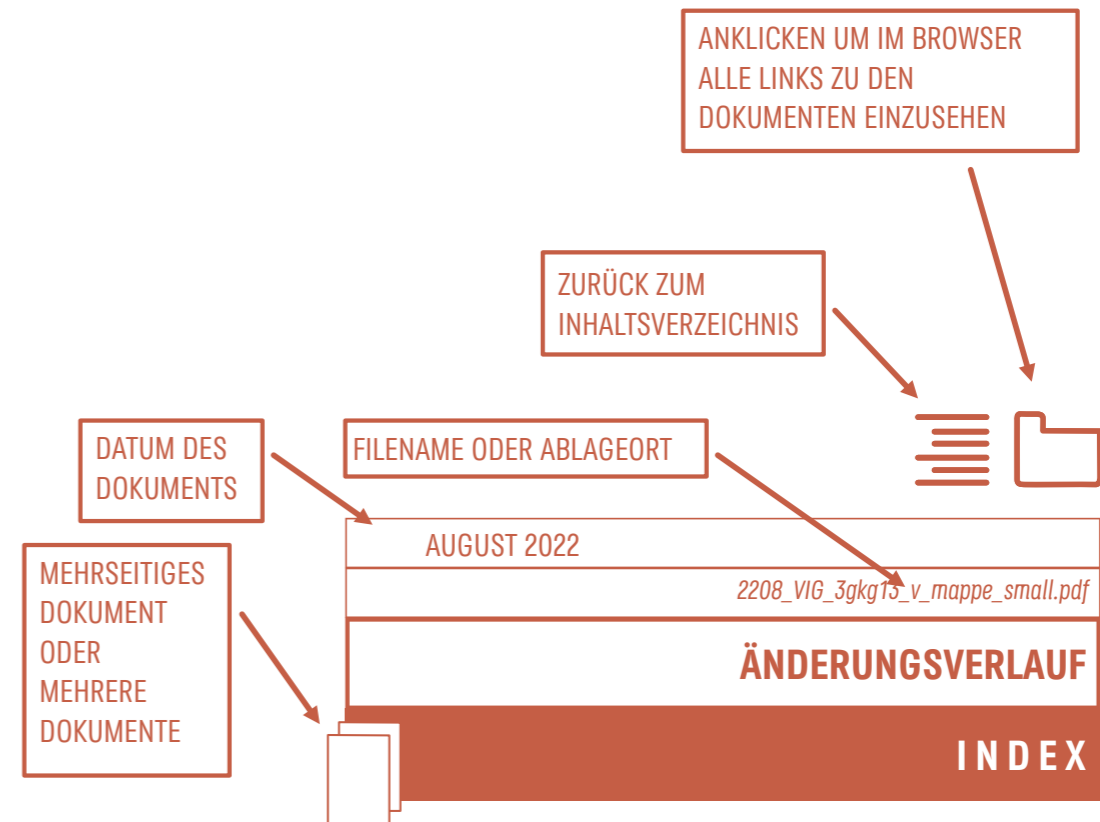 ANKLICKEN UM IM BROWSER
ALLE LINKS ZU DEN
DOKUMENTEN EINZUSEHEN
ZURÜCK ZUM
INHALTSVERZEICHNIS
DATUM DES
DOKUMENTS
FILENAME ODER ABLAGEORT
MEHRSEITIGES
DOKUMENT
ODER
MEHRERE
DOKUMENTE
AUGUST 2022
2208_VIG_3gkg13_v_mappe_small.pdf
ÄNDERUNGSVERLAUF
INDEX